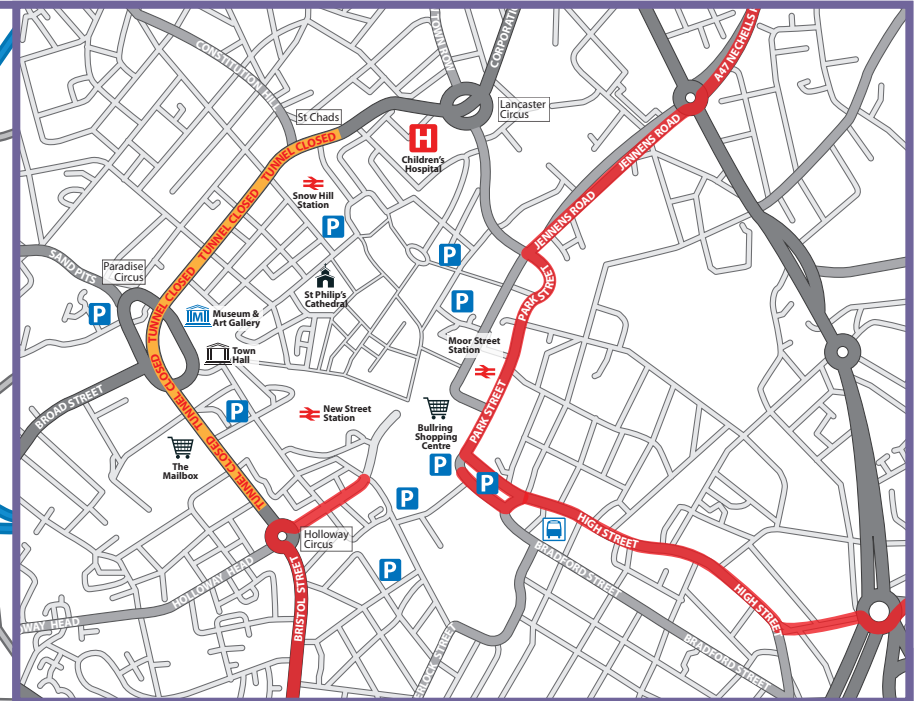 CONSTITUTION HILL
TOWN ROW
CORPORATI
A47 NECHELLS
St Chads
Lancaster
Circus
H
Children's
Hospital
TUNNEL CLOSED
TUNNEL CLOSED
TUNNEL CLOSED
TUNNEL CLOSED
TUNNEL CLOSED
TUNNEL CLOSED
TUNNEL CLOSED
JENNENS ROAD
JENNENS ROAD
Snow Hill
Station
P
P
P
P
SAND PITS
Paradise
Circus
St Philip's
Cathedral
M
Museum &
Art Gallery
Town
Hall
PARK STREET
PARK STREET
Moor Street
Station
BROAD STREET
P
New Street
Station
Bullring
Shopping
Centre
P
P
P
The
Mailbox
Holloway
Circus
HIGH STREET
HIGH STREET
BRADFORD STREET
BRADFORD STREET
P
HOLLOWAY HEAD
WAY HEAD
BRISTOL STREET
STREET